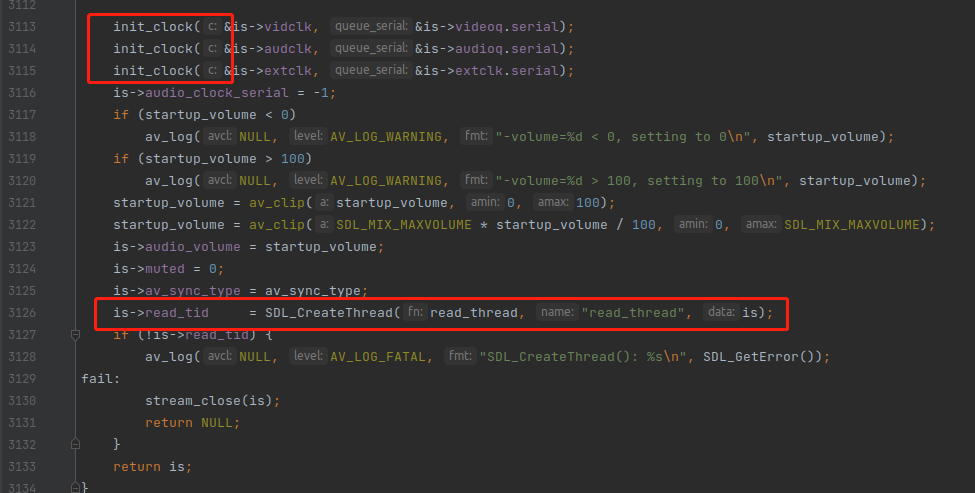 3112
3113 init_clock( c: &is->vidclk, queue_serial: &is->videoq.serial);
3114 init_clock( c: &is->audclk, queue_serial: &is->audioq.serial);
3115 init_clock( c: &is->extclk, queue_serial: &is->extclk.serial);
3116 is->audio_clock_serial = -1;
3117 if (startup_volume < 0)
3118 av_log( avcl: NULL, level: AV_LOG_WARNING, fmt: "-volume=%d < 0, setting to 0\n", startup_volume);
3119 if (startup_volume > 100)
3120 av_log( avcl: NULL, level: AV_LOG_WARNING, fmt: "-volume=%d > 100, setting to 100\n", startup_volume);
3121 startup_volume = av_clip( a: startup_volume, amin: 0, amax: 100);
3122 startup_volume = av_clip( a: SDL_MIX_MAXVOLUME * startup_volume / 100, amin: 0, amax: SDL_MIX_MAXVOLUME);
3123 is->audio_volume = startup_volume;
3124 is->muted = 0;
3125 is->av_sync_type = av_sync_type;
3126 is->read_tid = SDL_CreateThread( fn: read_thread, name: "read_thread", data: is);
3127 if (!is->read_tid) {
3128 av_log( avcl: NULL, level: AV_LOG_FATAL, fmt: "SDL_CreateThread(): %s\n", SDL_GetError());
3129 fail:
3130 stream_close(is);
3131 return NULL;
3132 }
3133 return is;
3134 }